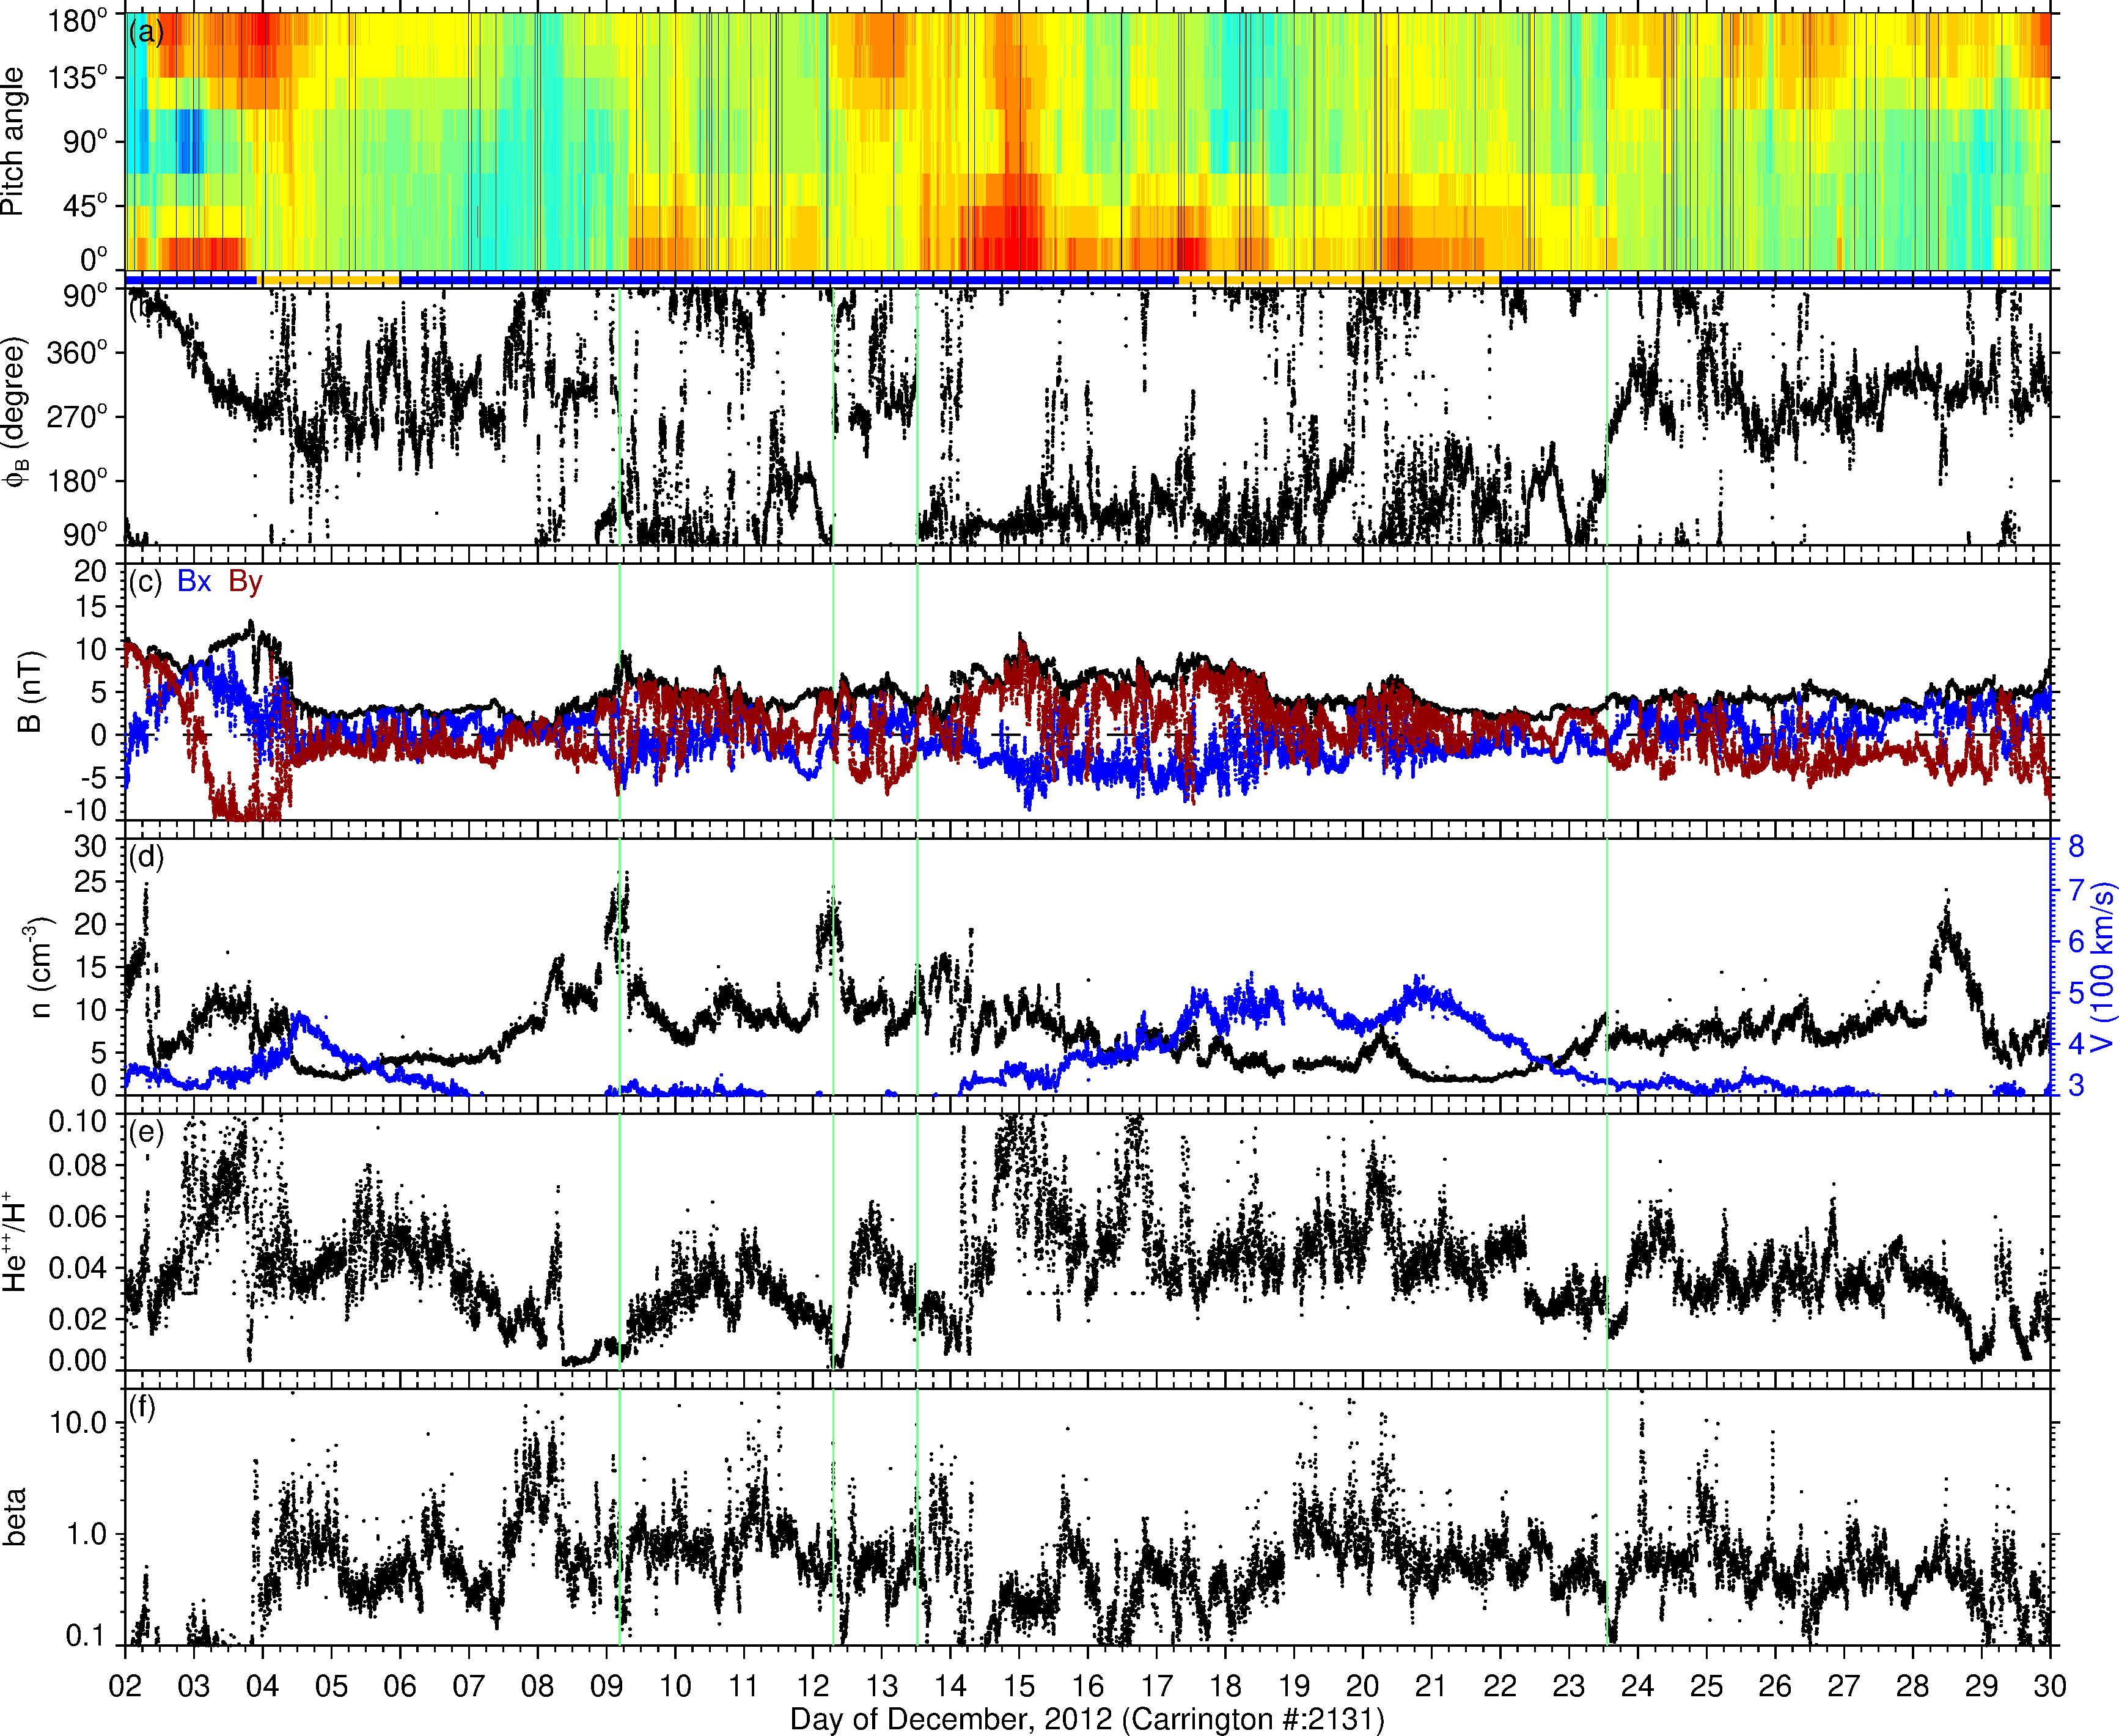 (a)
180°
135°
90°
45°
0°
Pitch angle
90°
360°
270°
180°
90°
ϕB (degree)
(c) Bx By
20
15
10
5
0
-5
-10
B (nT)
(d)
30
25
20
15
10
5
0
n (cm-3)
8
7
6
5
4
3
V (100 km/s)
(e)
0.10
0.08
0.06
0.04
0.02
0.00
He++/H+
(f)
10.0
1.0
0.1
beta
02 03 04 05 06 07 08 09 10 11 12 13 14 15 16 17 18 19 20 21 22 23 24 25 26 27 28 29 30
Day of December, 2012 (Carrington #:2131)